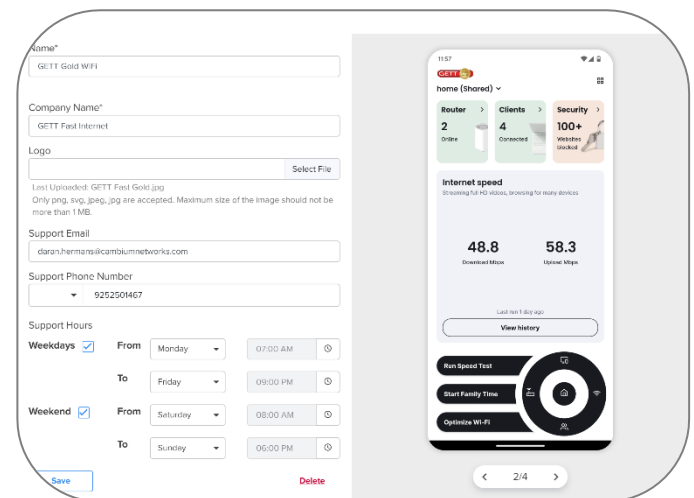 Name*
GETT Gold WiFi
Company Name*
GETT Fast Internet
Logo
Select File
Last Uploaded: GETT Fast Gold.jpg
Only png, svg, jpeg, jpg are accepted. Maximum size of the image should not be
more than 1 MB.
Support Email
daran.hermans@cambiumnetworks.com
Support Phone Number
9252501467
Support Hours
Weekdays From Monday 07:00 AM
To Friday 09:00 PM
Weekend From Saturday 08:00 AM
To Sunday 06:00 PM
Save Delete
11:57
GETT
home (Shared)
Router > Clients > Security >
2 4 100+
Online Connected Websites
blocked
Internet speed
Streaming full HD videos, browsing for many devices
48.8 58.3
Download Mbps Upload Mbps
Last run 1 day ago
View history
Run Speed Test
Start Family Time
Optimize Wi-Fi
< 2/4 >